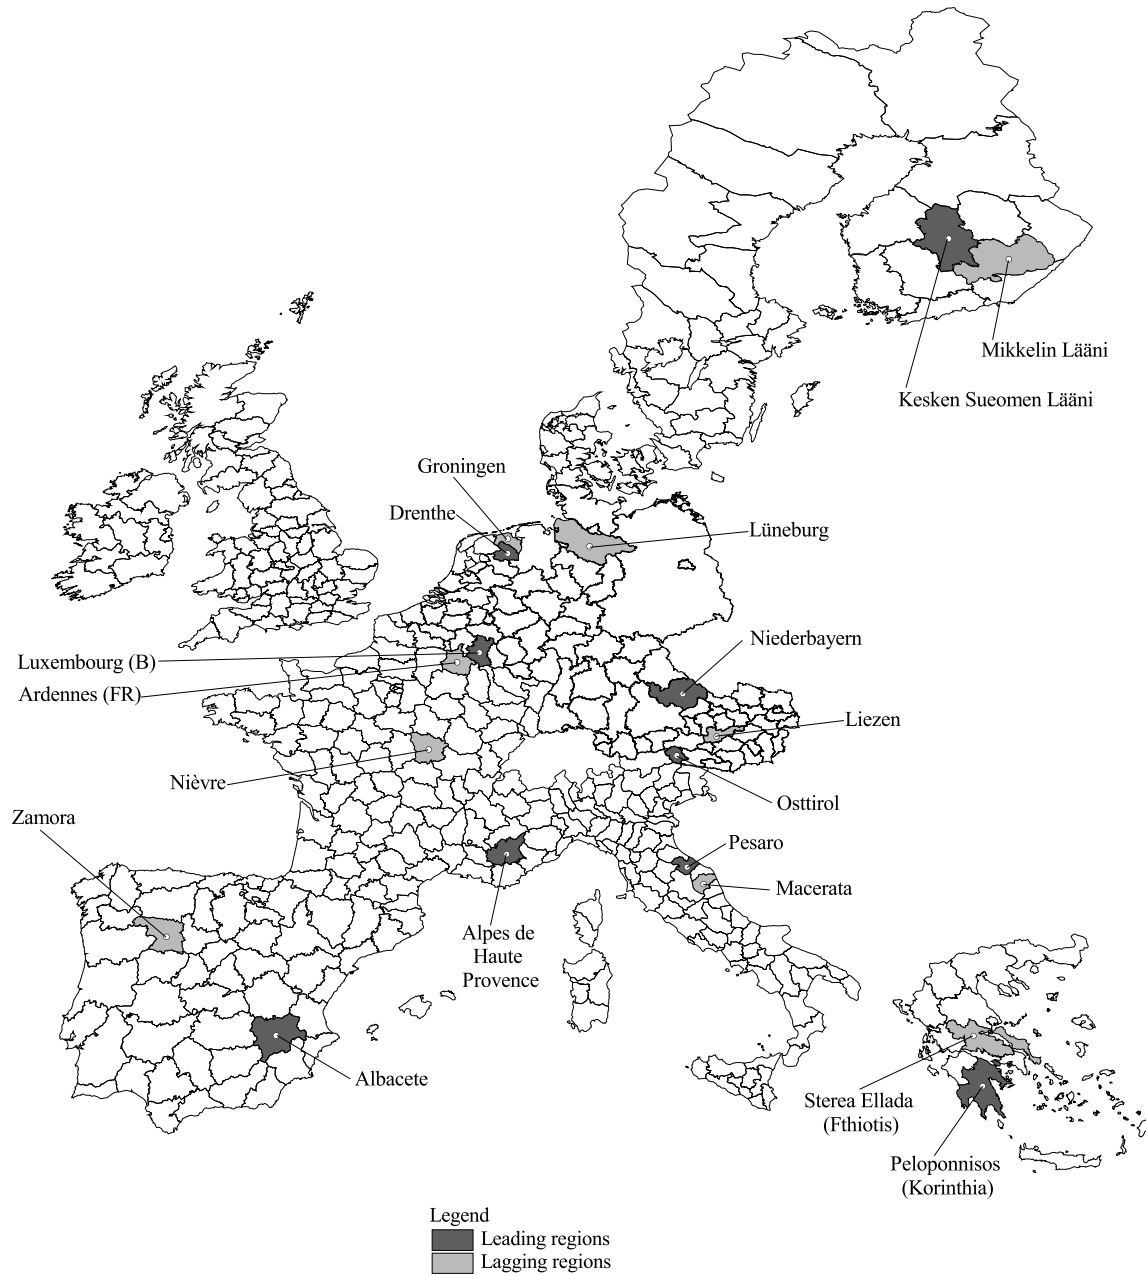 Mikkelin Lääni
Kesken Sueomen Lääni
Groningen
Drenthe
Lüneburg
Niederbayern
Luxembourg (B)
Ardennes (FR)
Liezen
Nièvre
Osttirol
Zamora
Pesaro
Macerata
Alpes de
Haute
Provence
Albacete
Sterea Ellada
(Fthiotis)
Peloponnisos
(Korinthia)
Legend
Leading regions
Lagging regions